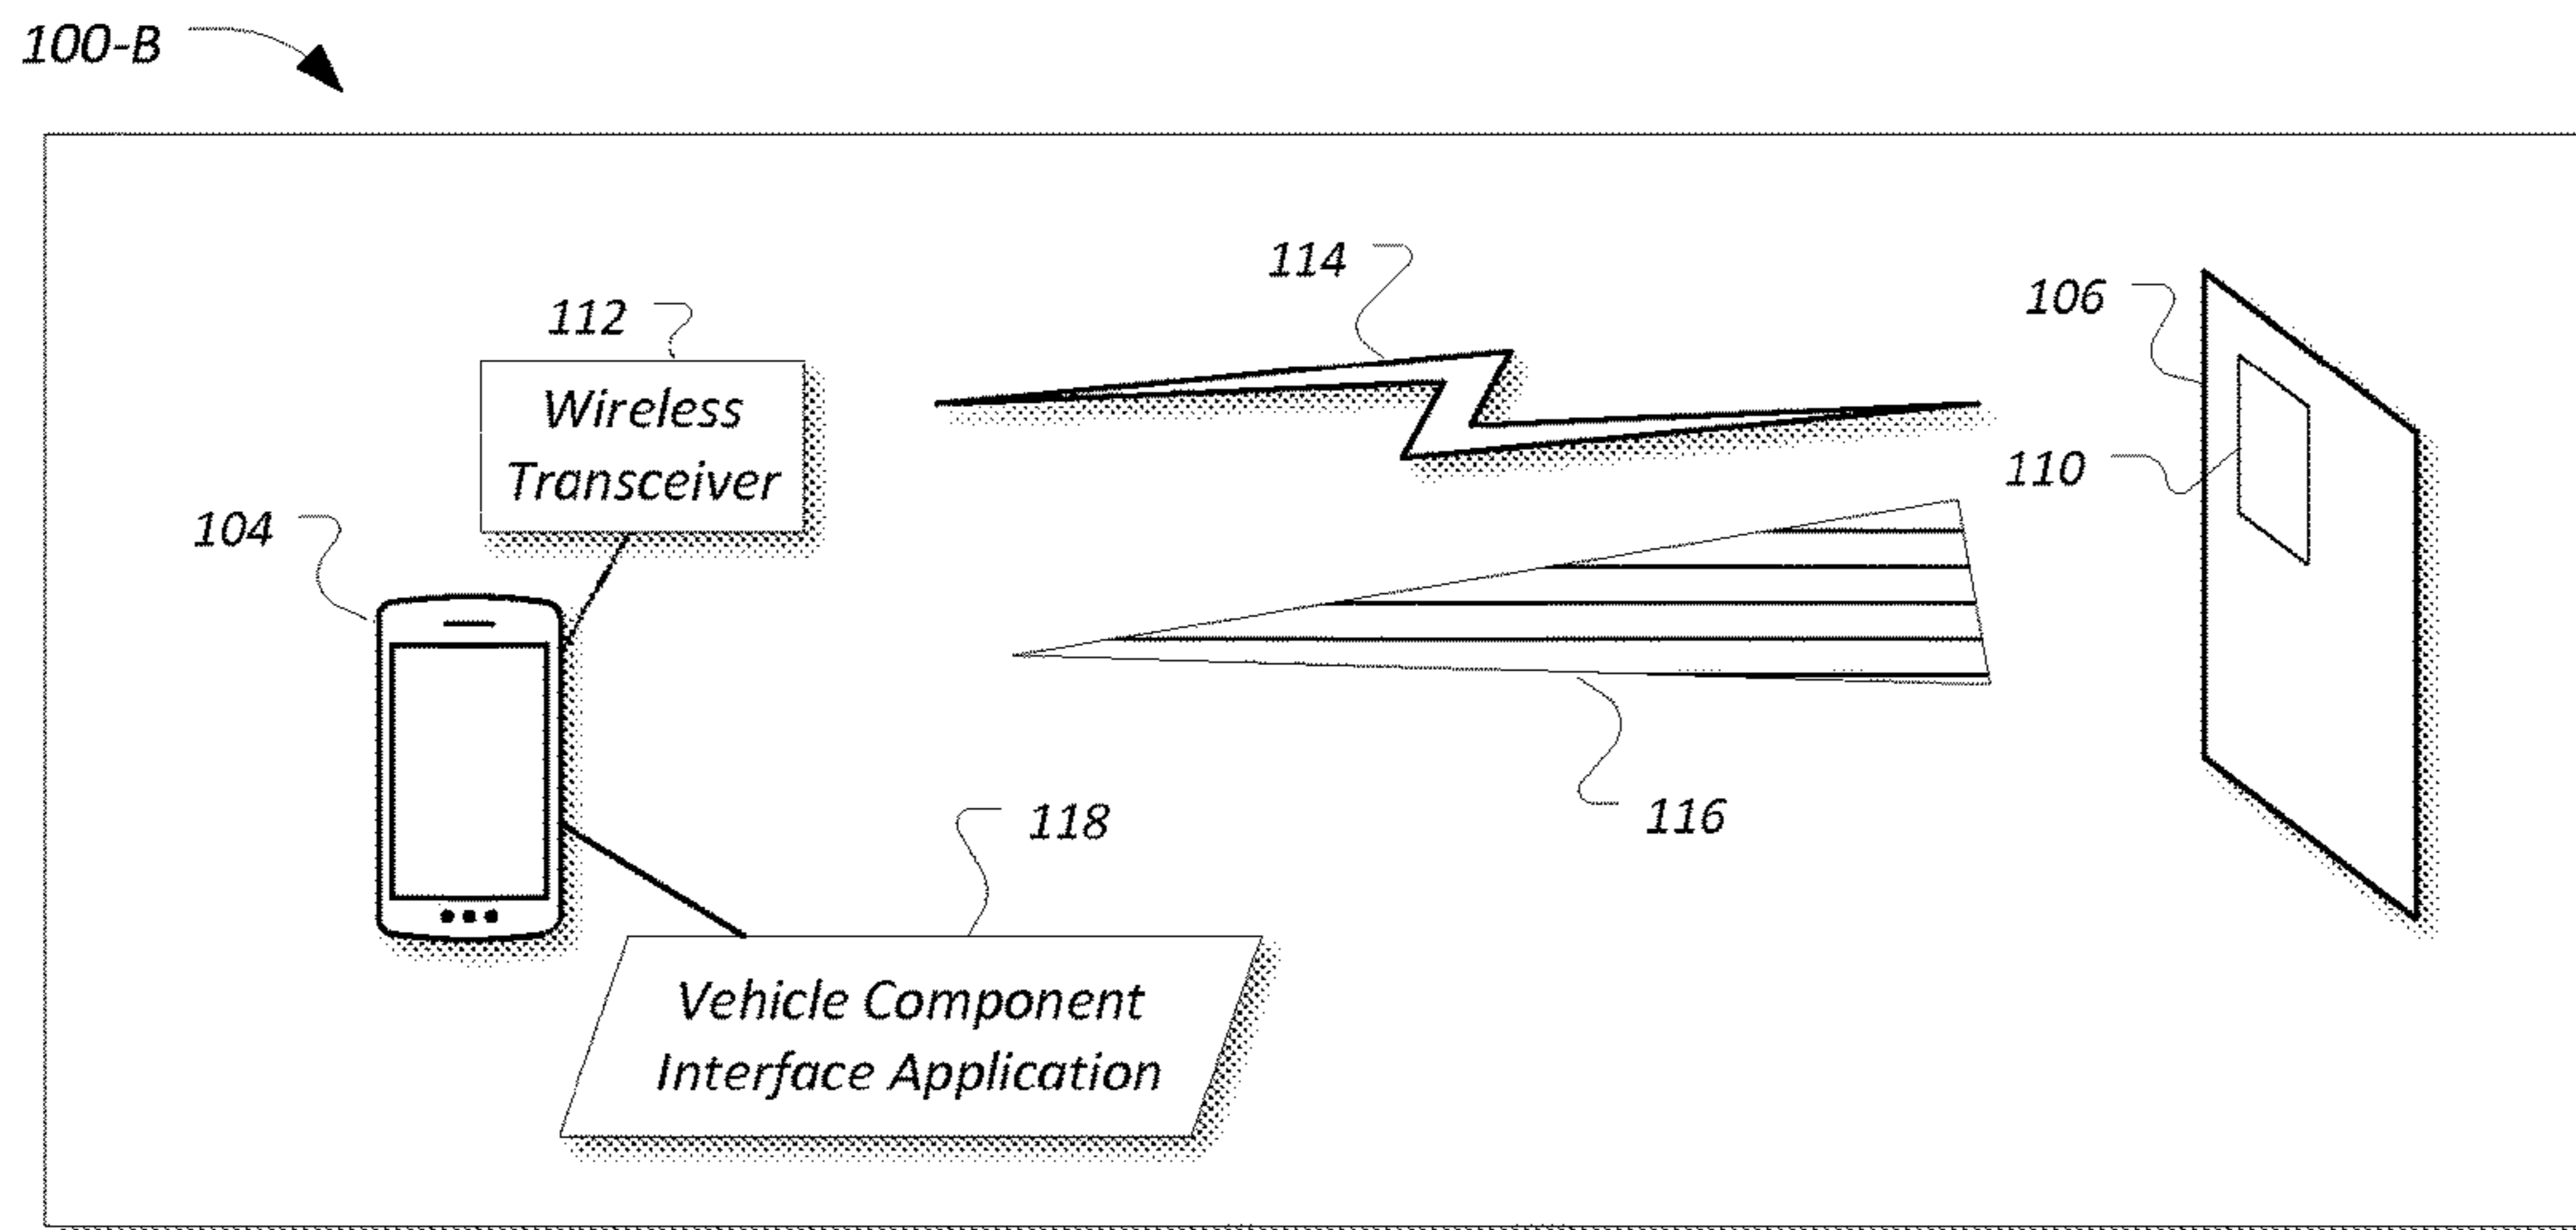 100-B
114
106
112
Wireless
Transceiver
110
104
118
116
Vehicle Component
Interface Application